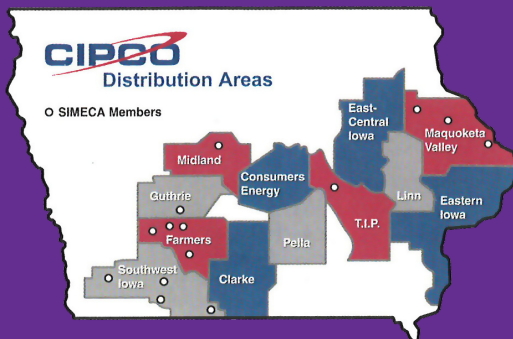 CIPCO
Distribution Areas
O SIMECA Members
East-
Central
Iowa
Maquoketa
Valley
Midland
Consumers
Energy
Linn
Guthrie
Eastern
Iowa
T.I.P.
Farmers
Pella
Southwest
Iowa
Clarke